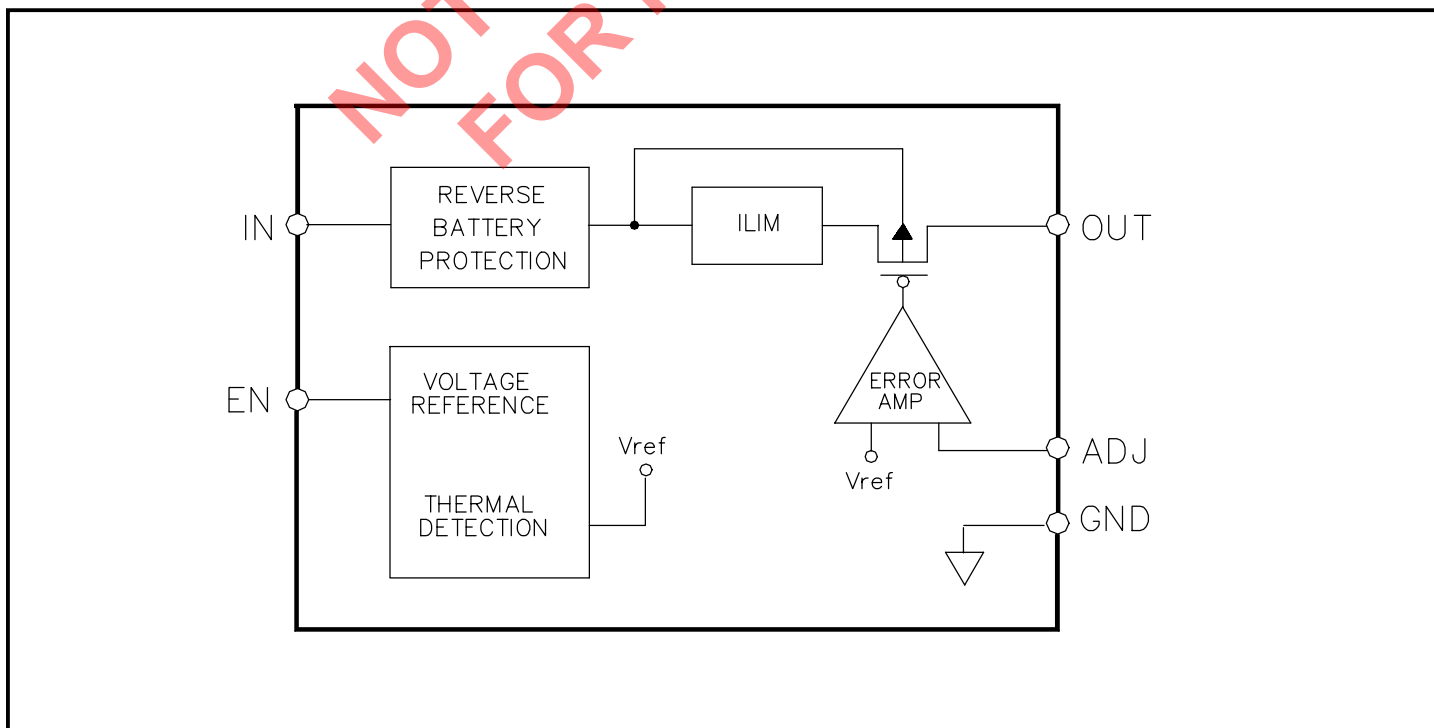 NOT
FOR
REVERSE
BATTERY
PROTECTION
ILIM
IN
OUT
VOLTAGE
REFERENCE
EN
ERROR
AMP
Vref
ADJ
Vref
THERMAL
DETECTION
GND